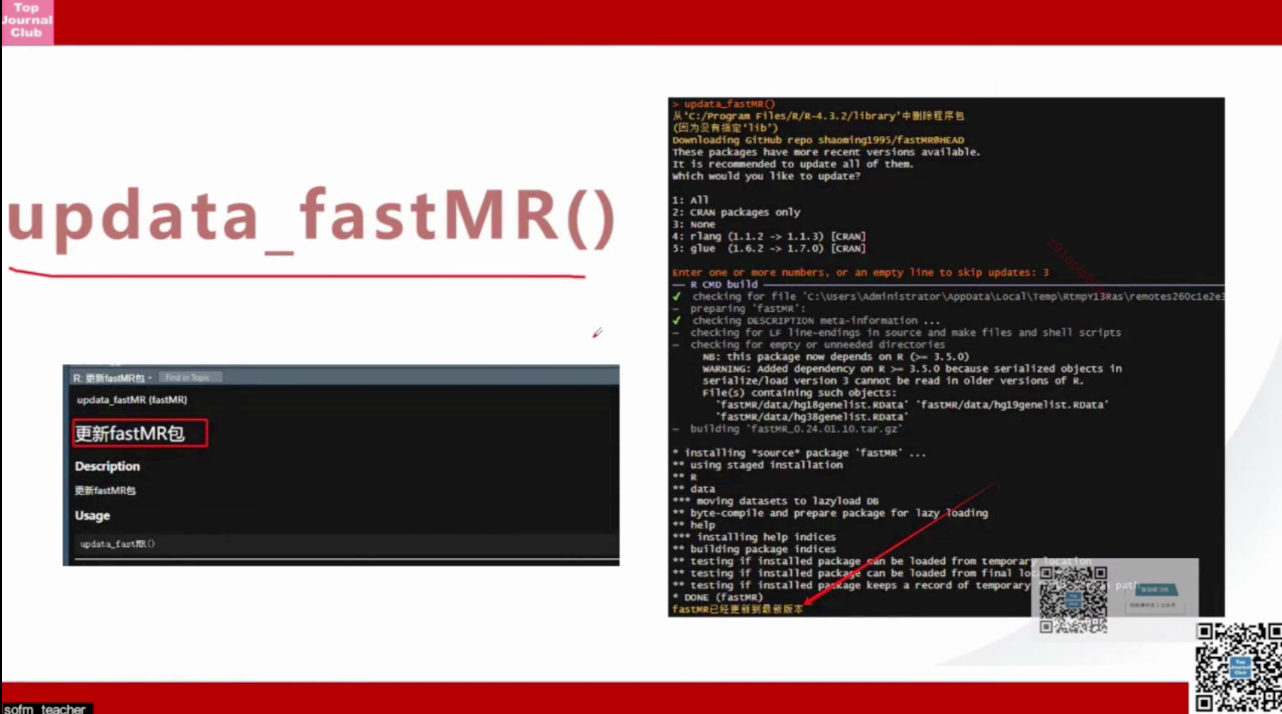 Top
Journal
Club
updata_fastMR()
R: 更新fastMR包 Find in Topic
updata_fastMR {fastMR}
更新fastMR包
Description
更新fastMR包
Usage
updata_fastMR()
> updata_fastMR()
从'C:/Program Files/R/R-4.3.2/library'中删除程序包
(因为没有指定'lib')
Downloading GitHub repo shaoming1995/fastMR@HEAD
These packages have more recent versions available.
It is recommended to update all of them.
Which would you like to update?
1: All
2: CRAN packages only
3: None
4: rlang (1.1.2 -> 1.1.3) [CRAN]
5: glue (1.6.2 -> 1.7.0) [CRAN]
Enter one or more numbers, or an empty line to skip updates: 3
── R CMD build ──
✔ checking for file 'C:\Users\Administrator\AppData\Local\Temp\RtmpY13Ras\remotes260c1e2e3
─ preparing 'fastMR':
✔ checking DESCRIPTION meta-information ...
─ checking for LF line-endings in source and make files and shell scripts
─ checking for empty or unneeded directories
NB: this package now depends on R (>= 3.5.0)
WARNING: Added dependency on R >= 3.5.0 because serialized objects in
serialize/load version 3 cannot be read in older versions of R.
File(s) containing such objects:
'fastMR/data/hg18genelist.RData' 'fastMR/data/hg19genelist.RData'
'fastMR/data/hg38genelist.RData'
─ building 'fastMR_0.24.01.10.tar.gz'
* installing *source* package 'fastMR' ...
** using staged installation
** R
** data
*** moving datasets to lazyload DB
** byte-compile and prepare package for lazy loading
** help
*** installing help indices
** building package indices
** testing if installed package can be loaded from temporary location
** testing if installed package can be loaded from final
** testing if installed package keeps a record of temporary path
* DONE (fastMR)
fastMR已经更新到最新版本
Top
Journal
Club
sofm_teacher